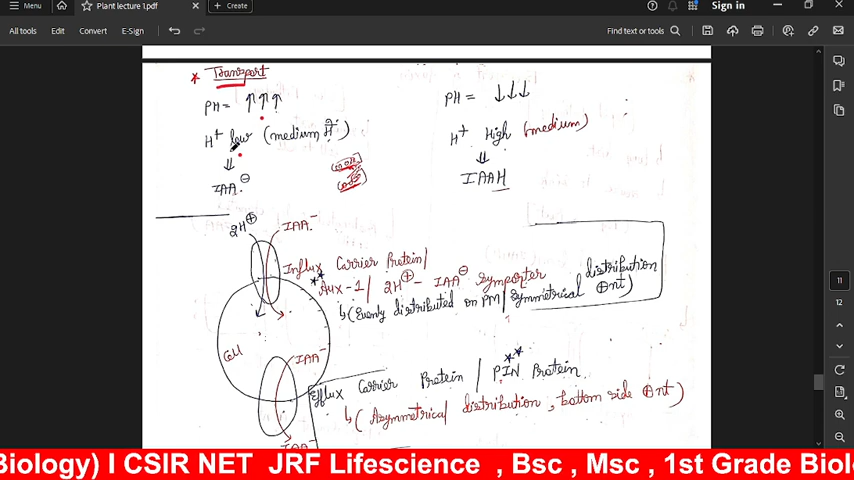 Menu
Plant lecture 1.pdf
×
+ Create
Sign in
All tools Edit Convert E-Sign
Find text or tools
* Transport
PH = ↑↑↑
H+ low (medium H+)
⇓
IAA⊖
PH = ↓↓↓
H+ High (medium)
⇓
IAAH
2H⊕ IAA-
Influx Carrier Protein/
Aux-1/ 2H⊕ - IAA⊖ symporter
↳(Evenly distributed on PM/Symmetrical distribution ⊕nt)
Cell
IAA-
Efflux Carrier Protein / PIN Protein
↳(Asymmetrical distribution, bottom side ⊕nt)
IAA-
11
12
Biology) I CSIR NET JRF Lifescience , Bsc , Msc , 1st Grade Biol